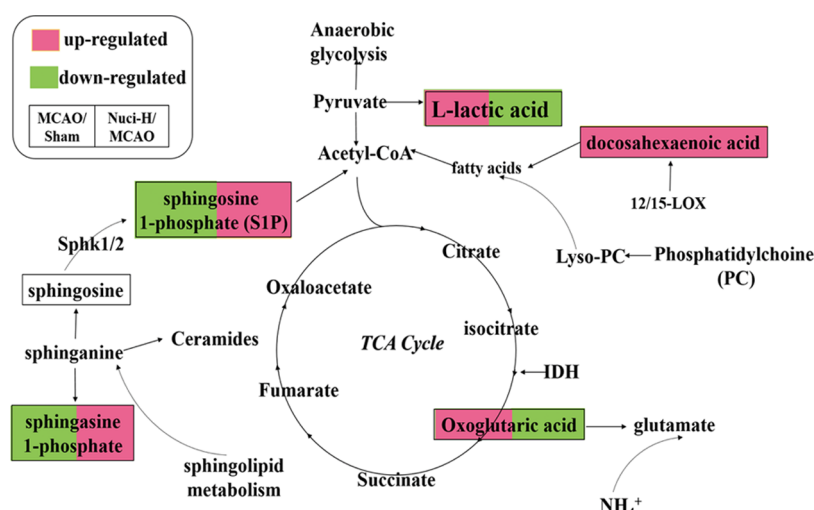 up-regulated
down-regulated
MCAO/
Sham
Nuci-H/
MCAO
Anaerobic
glycolysis
Pyruvate
L-lactic acid
Acetyl-CoA
fatty acids
docosahexaenoic acid
12/15-LOX
sphingosine
1-phosphate (S1P)
Sphk1/2
Citrate
Lyso-PC
Phosphatidylchoine
(PC)
sphingosine
Oxaloacetate
isocitrate
TCA Cycle
sphinganine
Ceramides
IDH
Fumarate
sphingasine
1-phosphate
Oxoglutaric acid
glutamate
sphingolipid
metabolism
Succinate
NH₄⁺